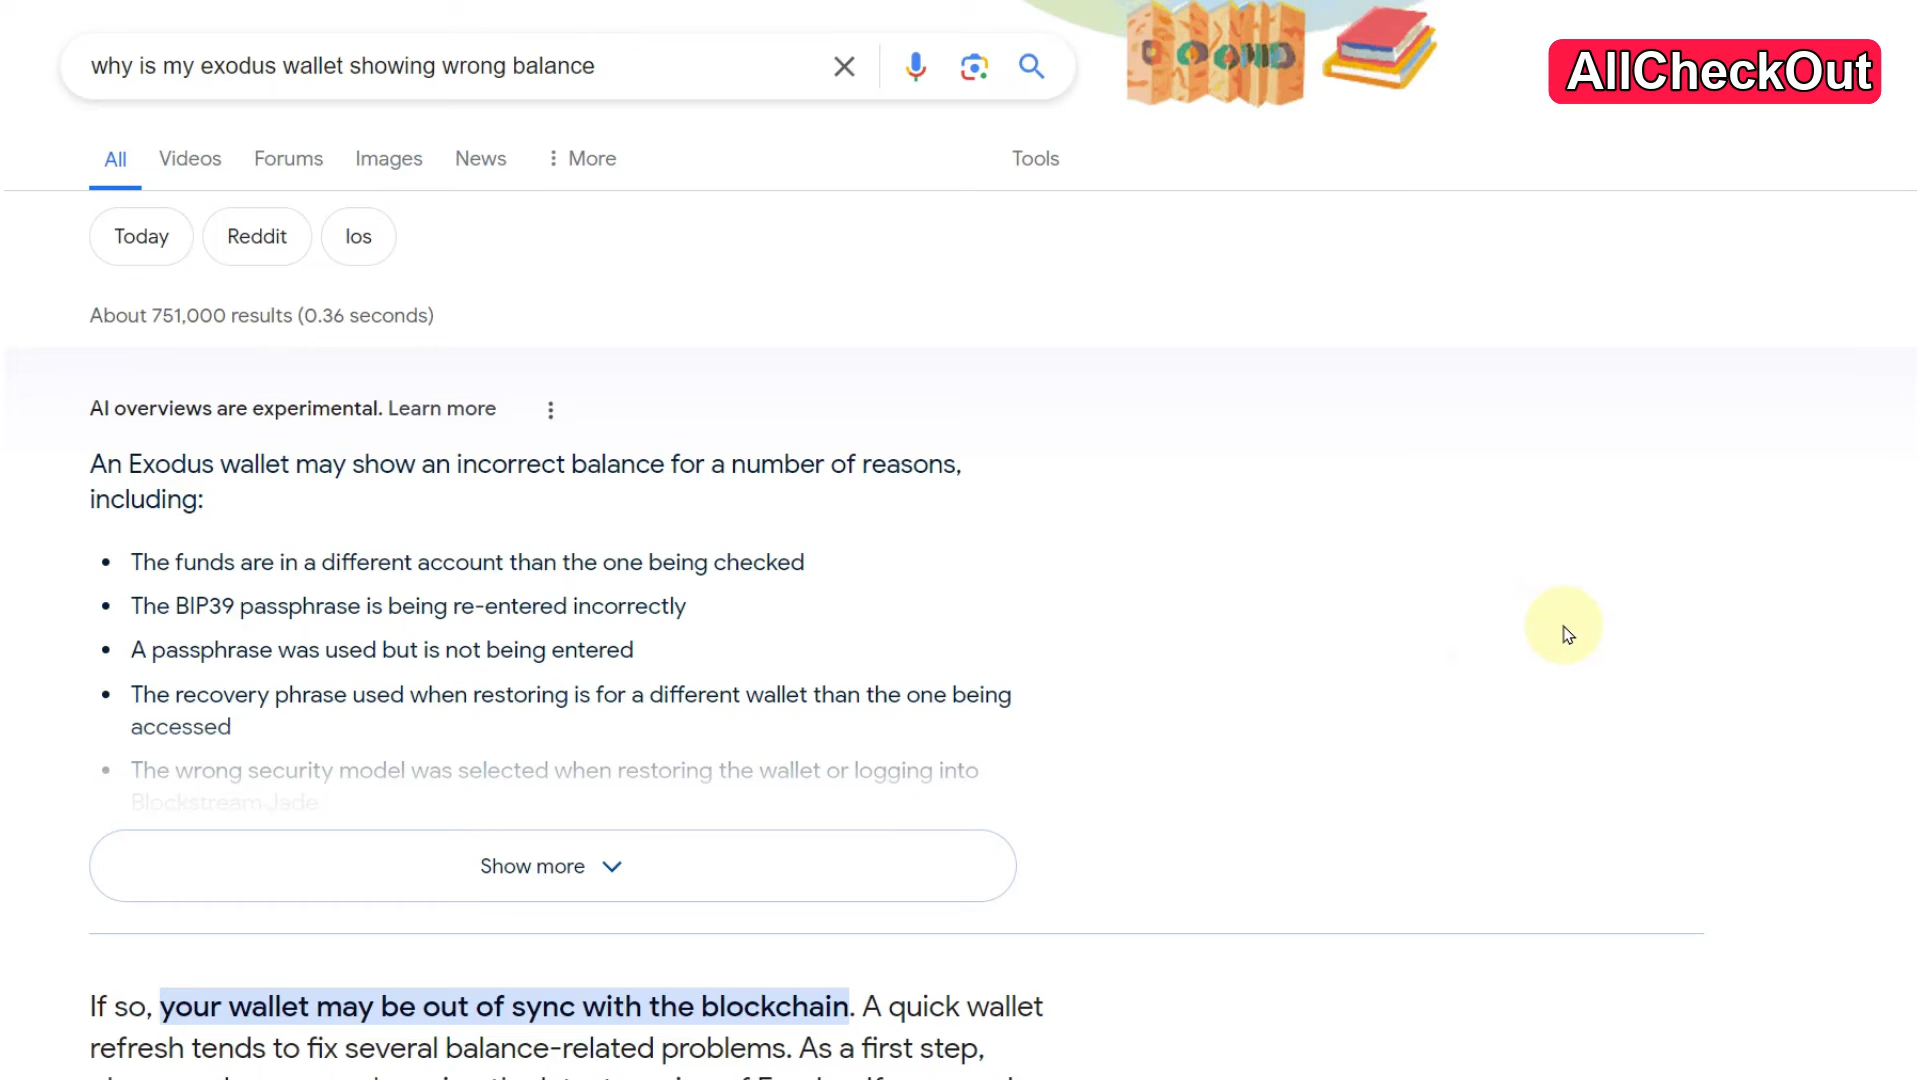 why is my exodus wallet showing wrong balance
AllCheckOut
All Videos Forums Images News More Tools
Today Reddit Ios
About 751,000 results (0.36 seconds)
AI overviews are experimental. Learn more
An Exodus wallet may show an incorrect balance for a number of reasons,
including:
• The funds are in a different account than the one being checked
• The BIP39 passphrase is being re-entered incorrectly
• A passphrase was used but is not being entered
• The recovery phrase used when restoring is for a different wallet than the one being
accessed
• The wrong security model was selected when restoring the wallet or logging into
Blockstream Jade
Show more
If so, your wallet may be out of sync with the blockchain. A quick wallet
refresh tends to fix several balance-related problems. As a first step,